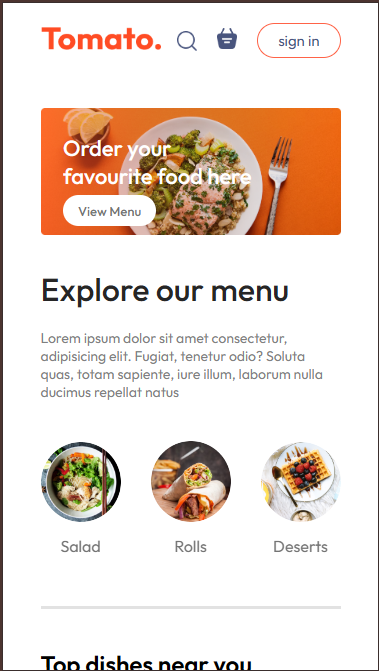 Tomato.
sign in
Order your
favourite food here
View Menu
Explore our menu
Lorem ipsum dolor sit amet consectetur,
adipisicing elit. Fugiat, tenetur odio? Soluta
quas, totam sapiente, iure illum, laborum nulla
ducimus repellat natus
Salad
Rolls
Deserts
Top dishes near you